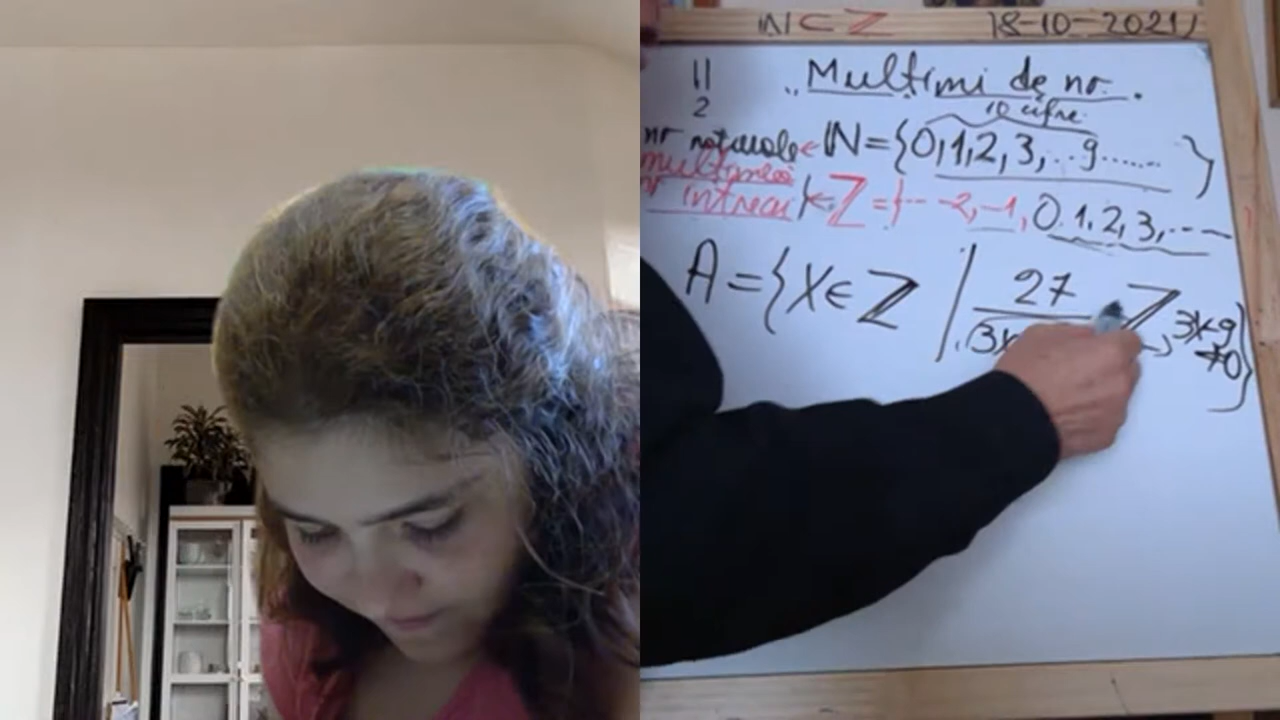 ℕ ⊂ ℤ 18-10-2021
11 „Mulțimi de nr.
2
10 cifre
nr naturale ← ℕ = {0,1,2,3,..9......}
mulțimea
nr întregi ← ℤ = {-- -2,-1,0,1,2,3,----
A = {x ∈ ℤ | 27
3x ℤ, 3x-9
≠0}